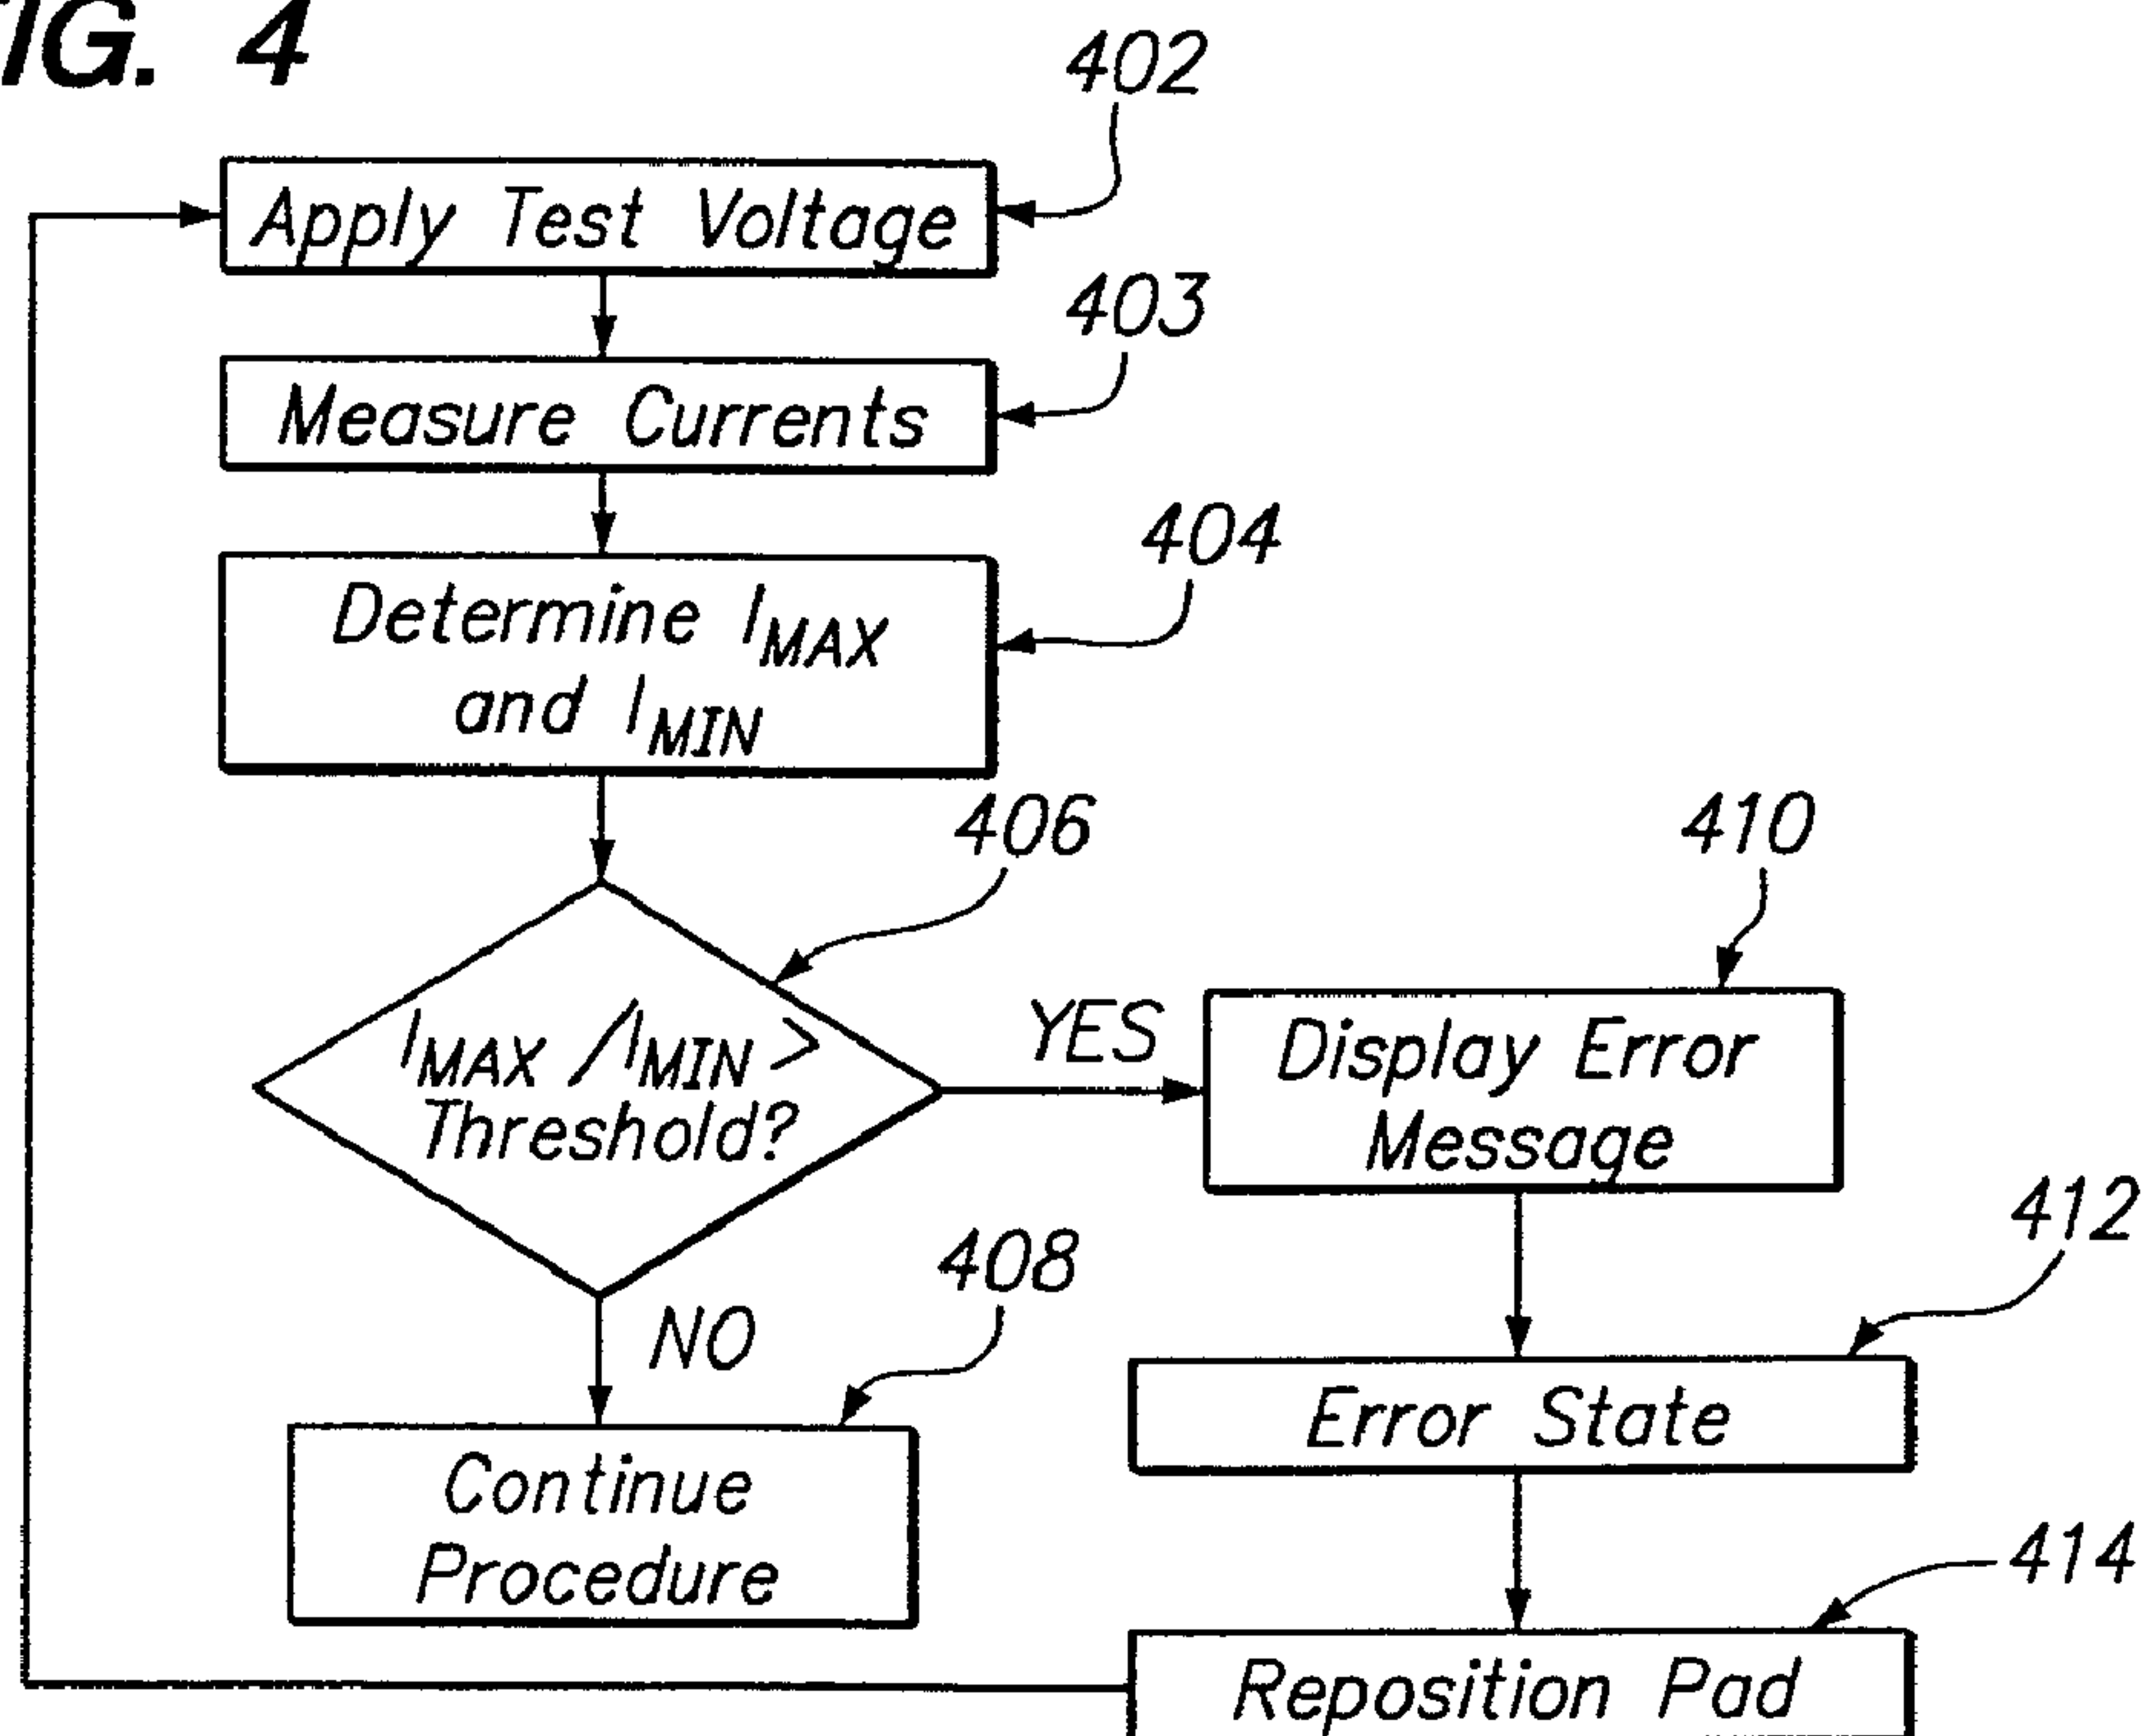 IG. 4
402
Apply Test Voltage
403
Measure Currents
404
Determine IMAX
and IMIN
406
410
IMAX /IMIN >
Threshold?
YES
Display Error
Message
412
408
NO
Error State
Continue
Procedure
414
Reposition Pad